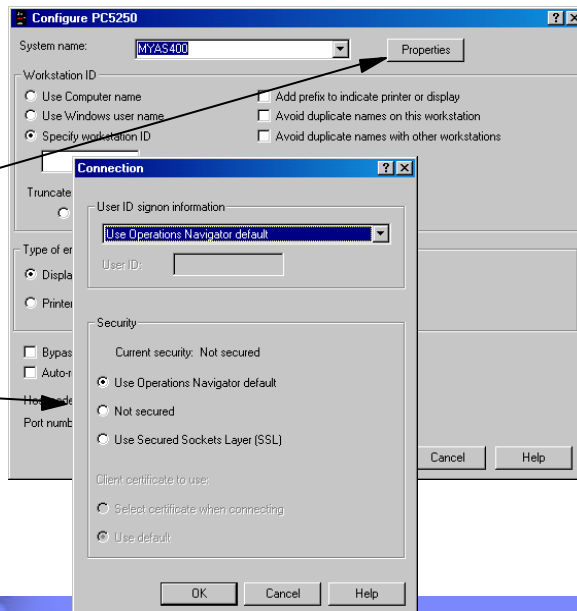 Configure PC5250
System name:
MYAS400
Properties
Workstation ID
Use Computer name
Add prefix to indicate printer or display
Use Windows user name
Avoid duplicate names on this workstation
Specify workstation ID
Avoid duplicate names with other workstations
Connection
Truncate
User ID signon information
Use Operations Navigator default
User ID:
Type of
Displa
Printer
Security
Current security: Not secured
Bypas
Auto-r
Use Operations Navigator default
Not secured
Port numb
Use Secured Sockets Layer (SSL)
Cancel
Help
Client certificate to use:
Select certificate when connecting
Use default
OK
Cancel
Help